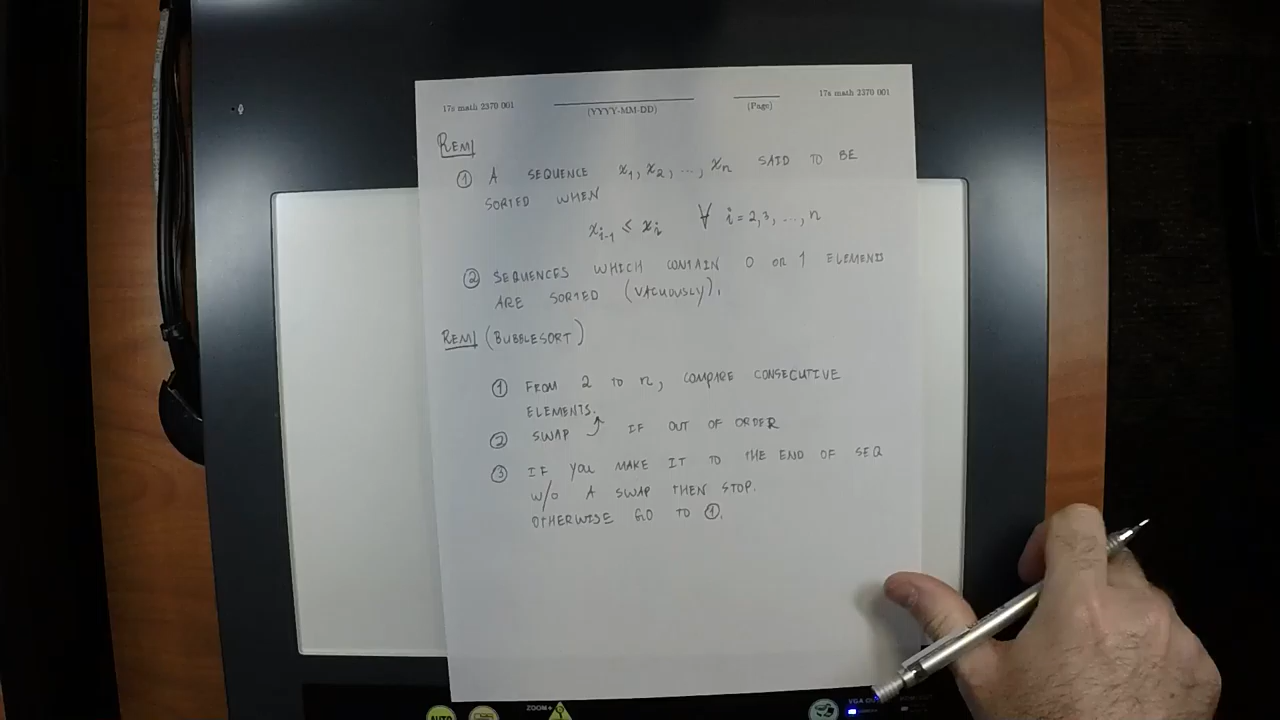 17s math 2370 001
(YYYY-MM-DD)
(Page)
17s math 2370 001
REM
① A SEQUENCE x₁, x₂, ..., xₙ SAID TO BE
SORTED WHEN
xᵢ₋₁ ≤ xᵢ ∀ i = 2, 3, ..., n
② SEQUENCES WHICH CONTAIN 0 OR 1 ELEMENTS
ARE SORTED (VACUOUSLY).
REM (BUBBLESORT)
① FROM 2 TO n, COMPARE CONSECUTIVE
ELEMENTS.
② SWAP ⤴ IF OUT OF ORDER
③ IF YOU MAKE IT TO THE END OF SEQ
W/O A SWAP THEN STOP.
OTHERWISE GO TO ①.
ZOOM+
AUTO